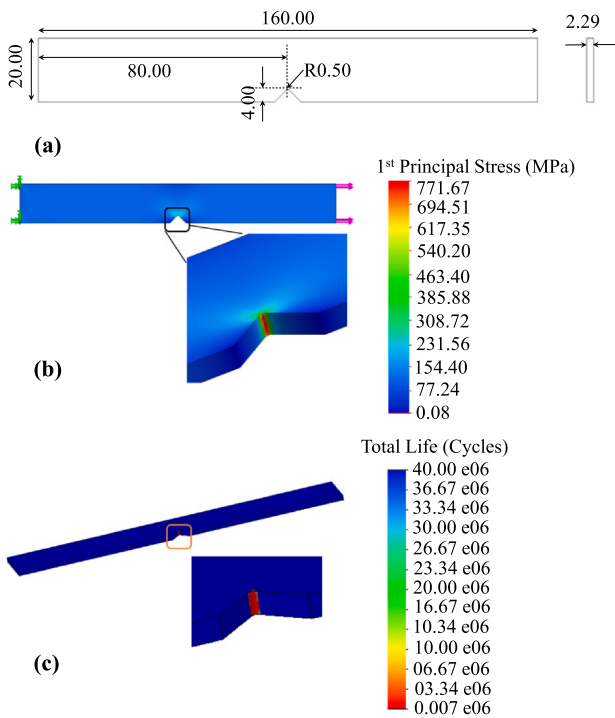 160.00
2.29
20.00
80.00
R0.50
4.00
(a)
1st Principal Stress (MPa)
771.67
694.51
617.35
540.20
463.40
385.88
308.72
231.56
154.40
77.24
0.08
(b)
Total Life (Cycles)
40.00 e06
36.67 e06
33.34 e06
30.00 e06
26.67 e06
23.34 e06
20.00 e06
16.67 e06
10.34 e06
10.00 e06
06.67 e06
03.34 e06
0.007 e06
(c)